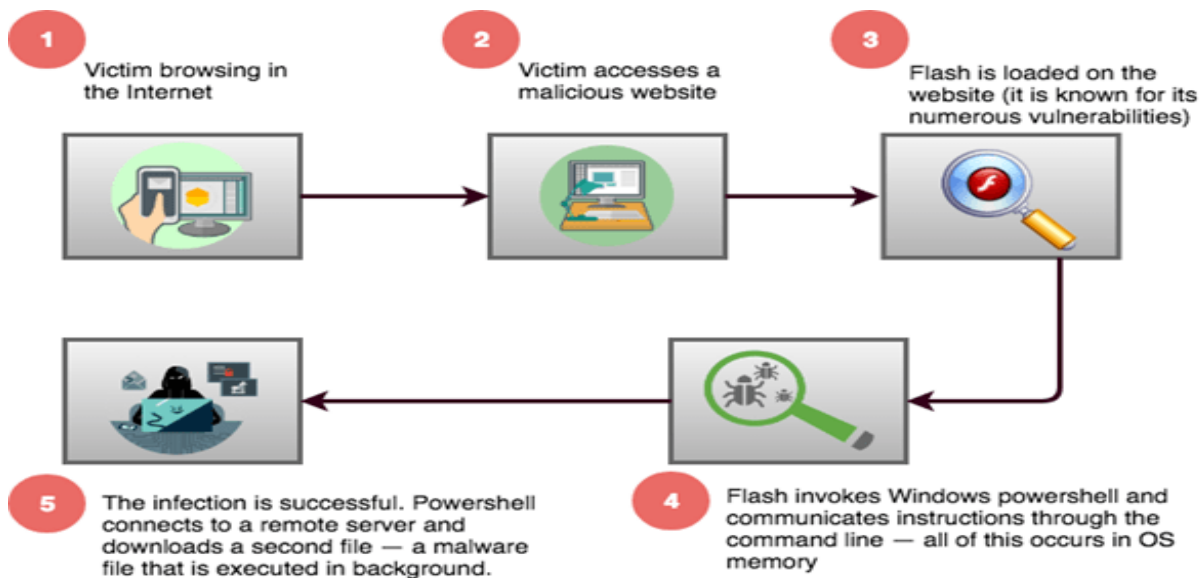 1
Victim browsing in
the Internet
2
Victim accesses a
malicious website
3
Flash is loaded on the
website (it is known for its
numerous vulnerabilities)
4
Flash invokes Windows powershell and
communicates instructions through the
command line — all of this occurs in OS
memory
5
The infection is successful. Powershell
connects to a remote server and
downloads a second file — a malware
file that is executed in background.